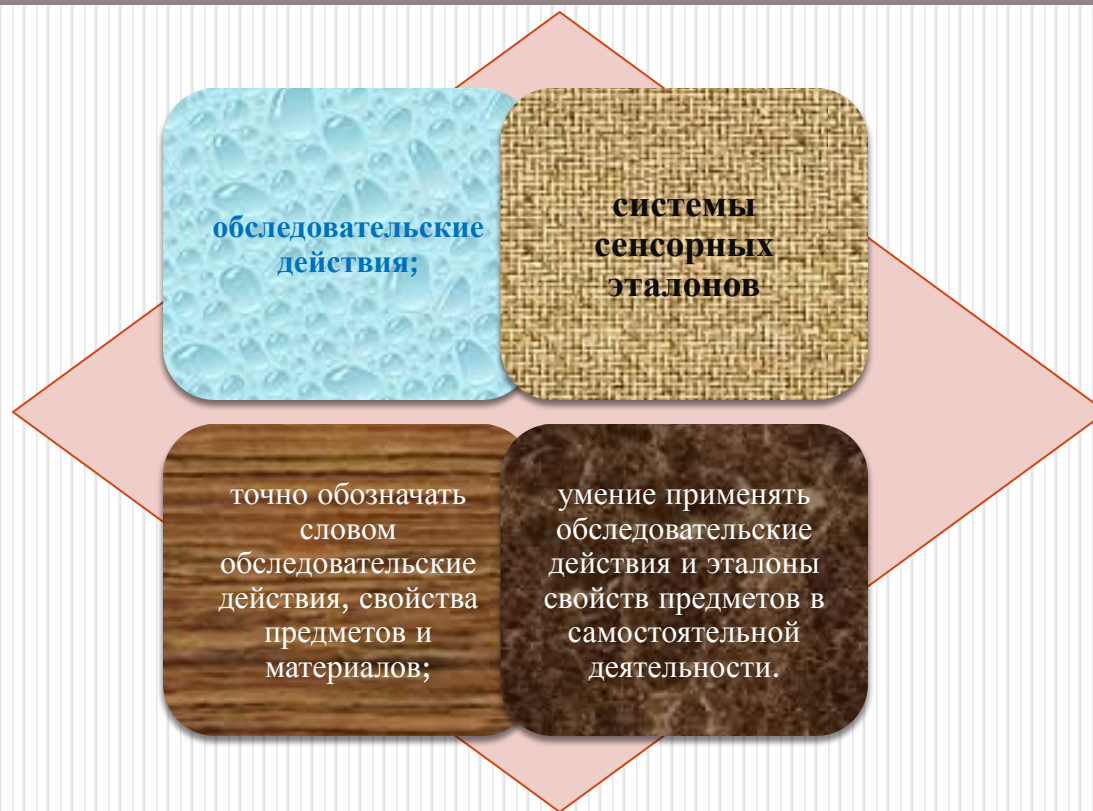 обследовательские
действия;
системы
сенсорных
эталонов
точно обозначать
словом
обследовательские
действия, свойства
предметов и
материалов;
умение применять
обследовательские
действия и эталоны
свойств предметов в
самостоятельной
деятельности.